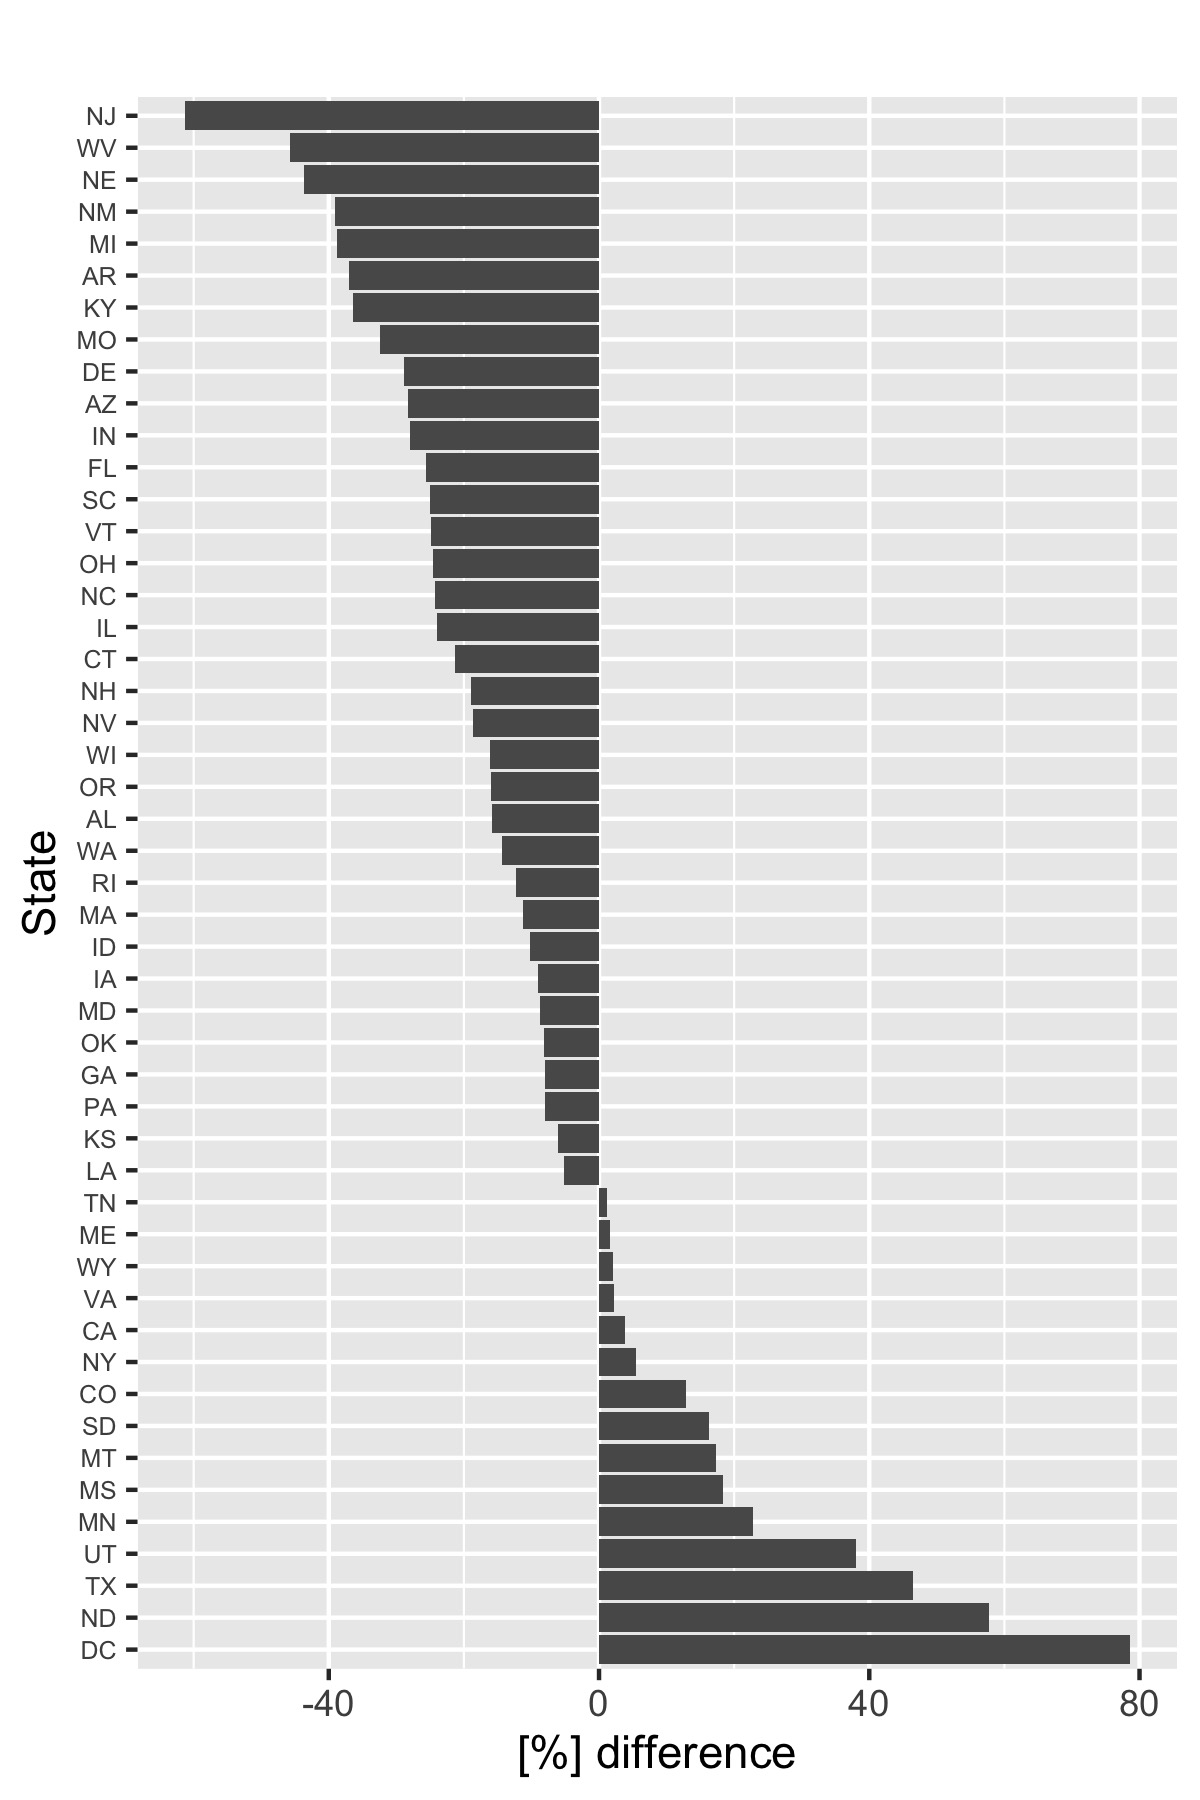 NJ
WV
NE
NM
MI
AR
KY
MO
DE
AZ
IN
FL
SC
VT
OH
NC
IL
CT
NH
NV
WI
OR
AL
WA
RI
MA
ID
IA
MD
OK
GA
PA
KS
LA
TN
ME
WY
VA
CA
NY
CO
SD
MT
MS
MN
UT
TX
ND
DC
State
-40 0 40 80
[%] difference